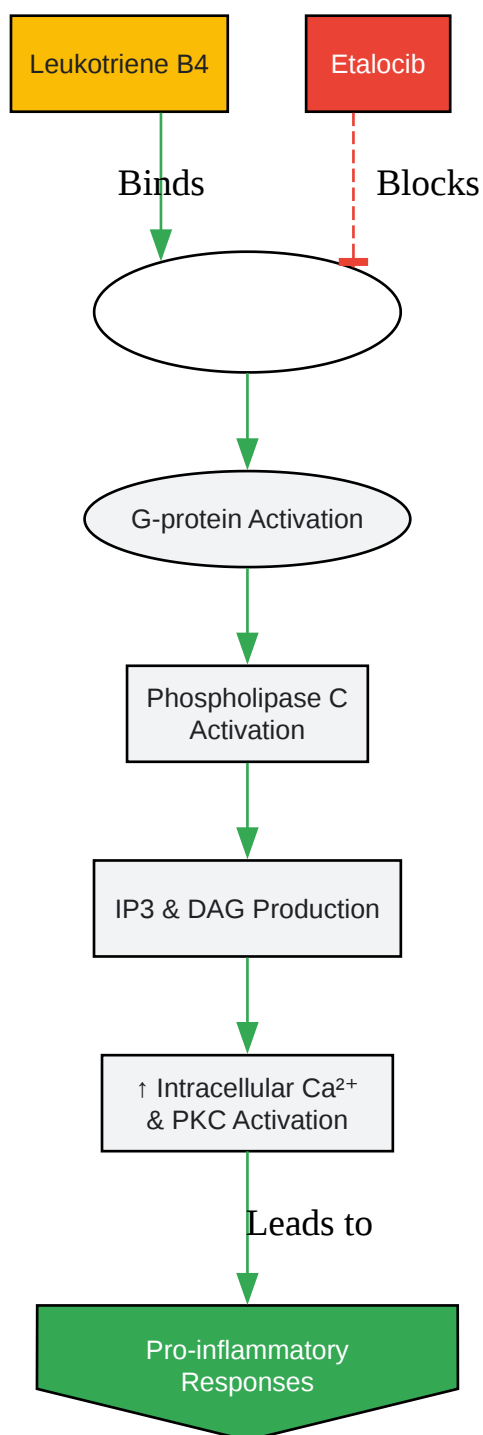 Leukotriene B4
Etalocib
Binds
Blocks
G-protein Activation
Phospholipase C
Activation
IP3 & DAG Production
↑ Intracellular Ca²⁺
& PKC Activation
Leads to
Pro-inflammatory
Responses